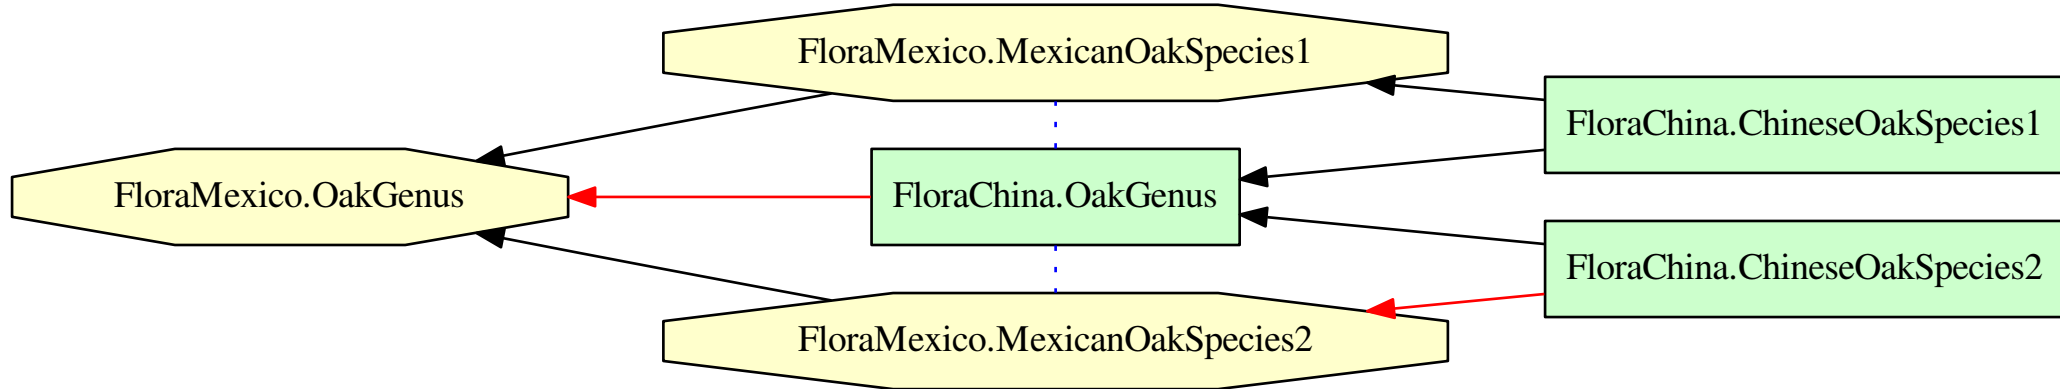 FloraMexico.MexicanOakSpecies1
FloraChina.ChineseOakSpecies1
FloraMexico.OakGenus
FloraChina.OakGenus
FloraChina.ChineseOakSpecies2
FloraMexico.MexicanOakSpecies2